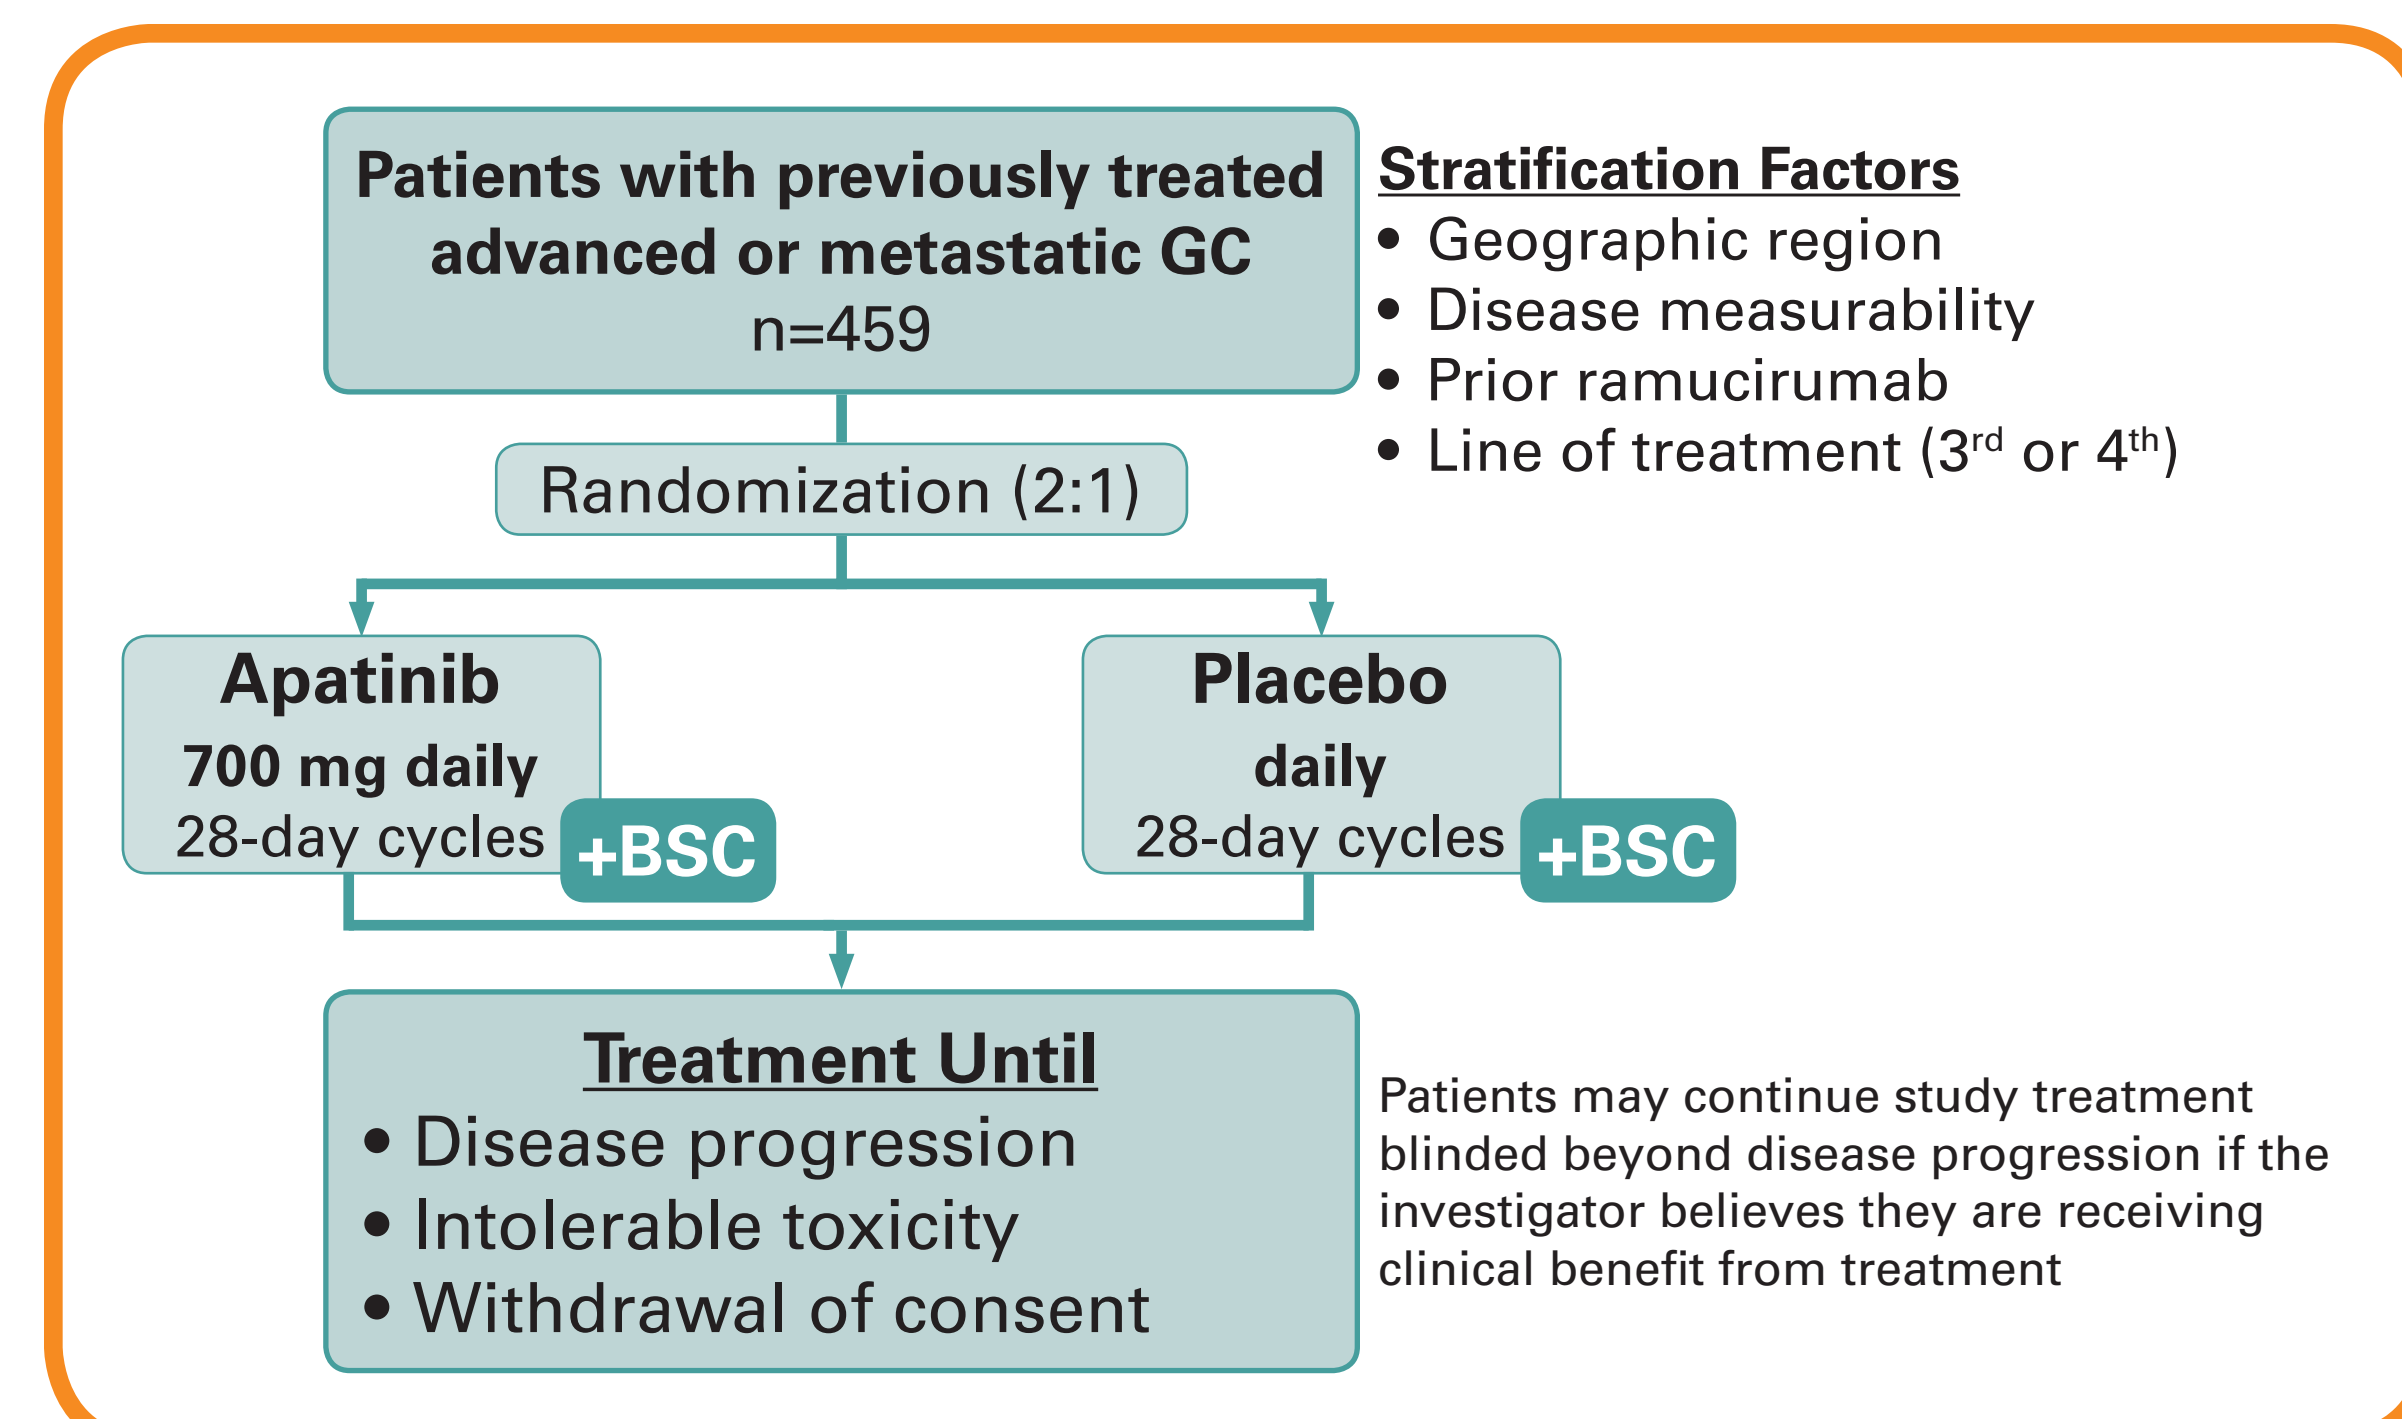 Patients with previously treated
advanced or metastatic GC
n=459
Stratification Factors
• Geographic region
• Disease measurability
• Prior ramucirumab
• Line of treatment (3rd or 4th)
Randomization (2:1)
Apatinib
700 mg daily
28-day cycles
+BSC
Placebo
daily
28-day cycles
+BSC
Treatment Until
• Disease progression
• Intolerable toxicity
• Withdrawal of consent
Patients may continue study treatment
blinded beyond disease progression if the
investigator believes they are receiving
clinical benefit from treatment